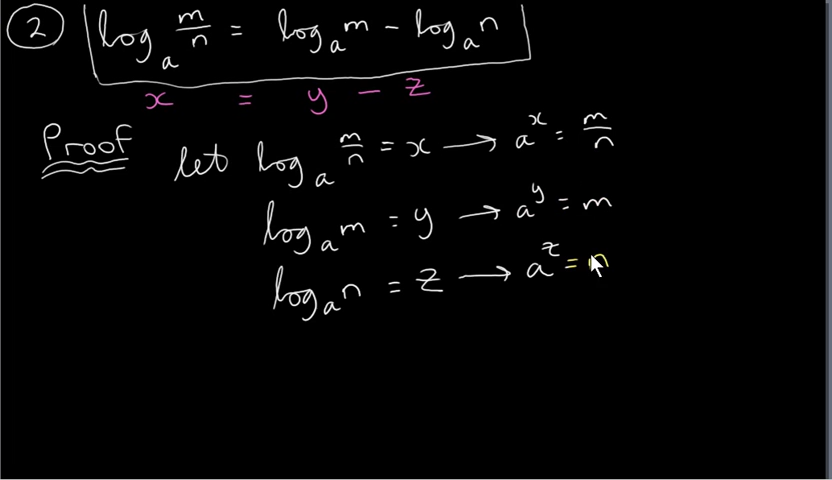 2 log_a m/n = log_a m - log_a n
x = y - z
Proof let log_a m/n = x → a^x = m/n
log_a m = y → a^y = m
log_a n = z → a^z = n